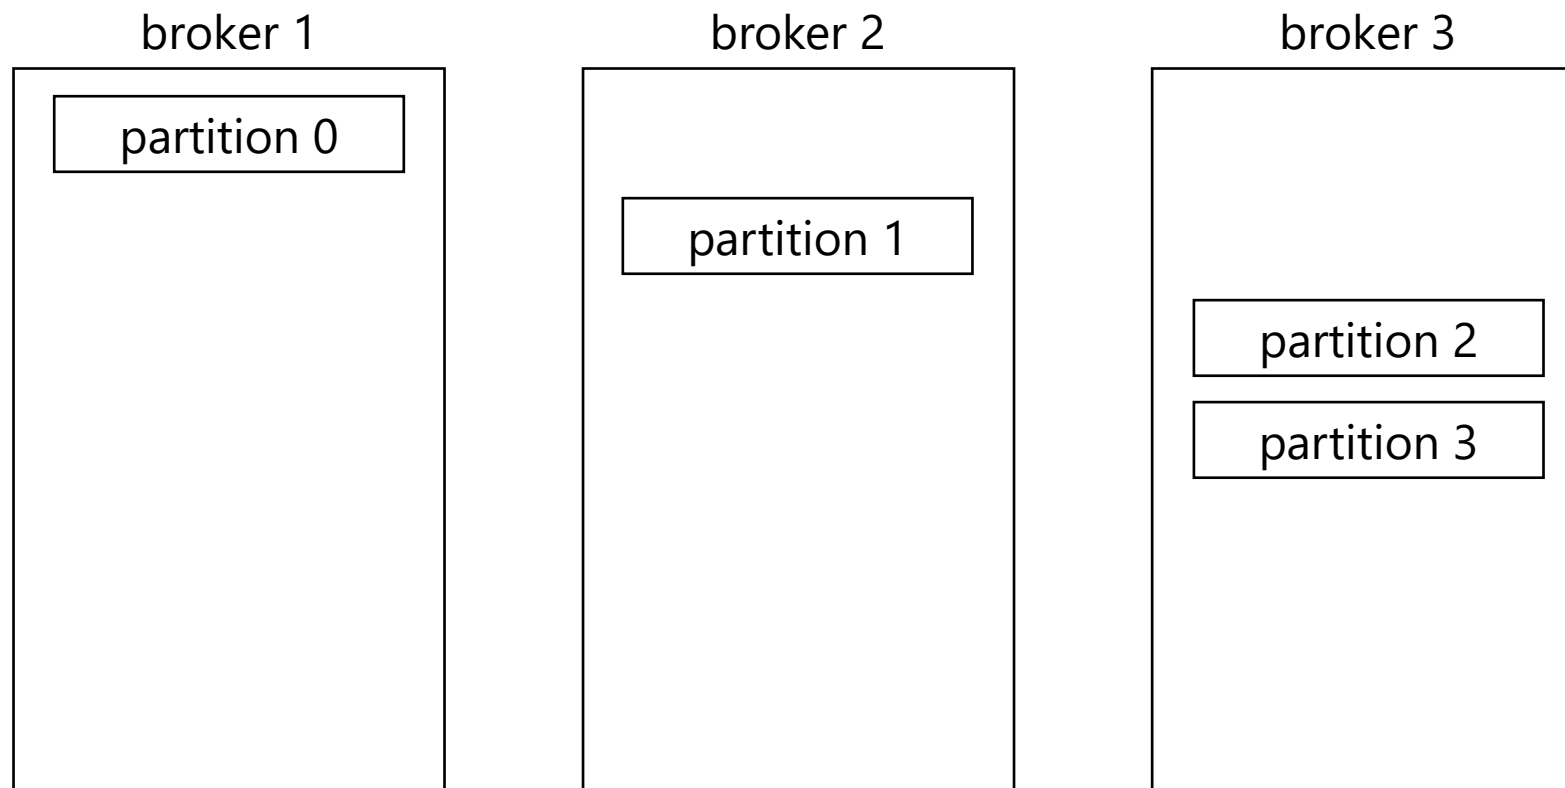 broker 1
broker 2
broker 3
partition 0
partition 1
partition 2
partition 3